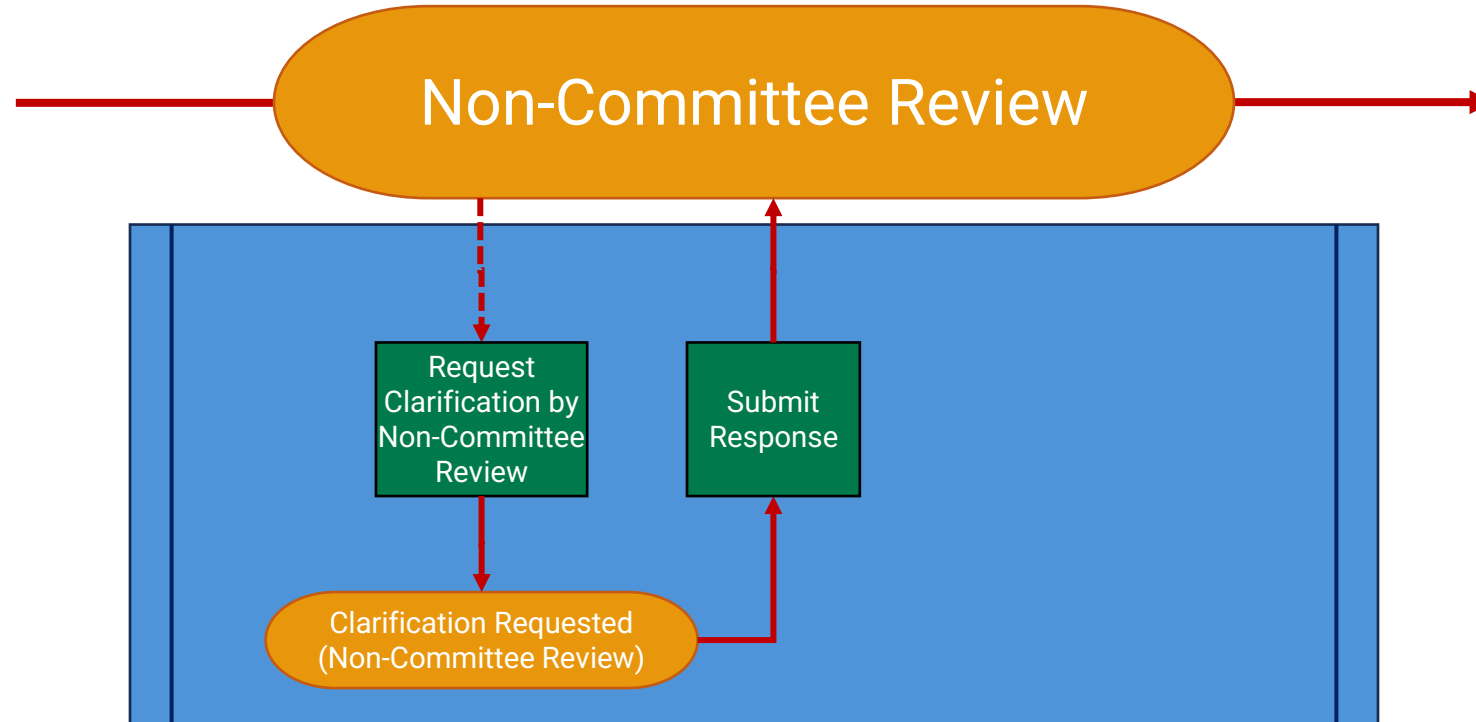 Non-Committee Review
Request
Clarification by
Non-Committee
Review
Submit
Response
Clarification Requested
(Non-Committee Review)